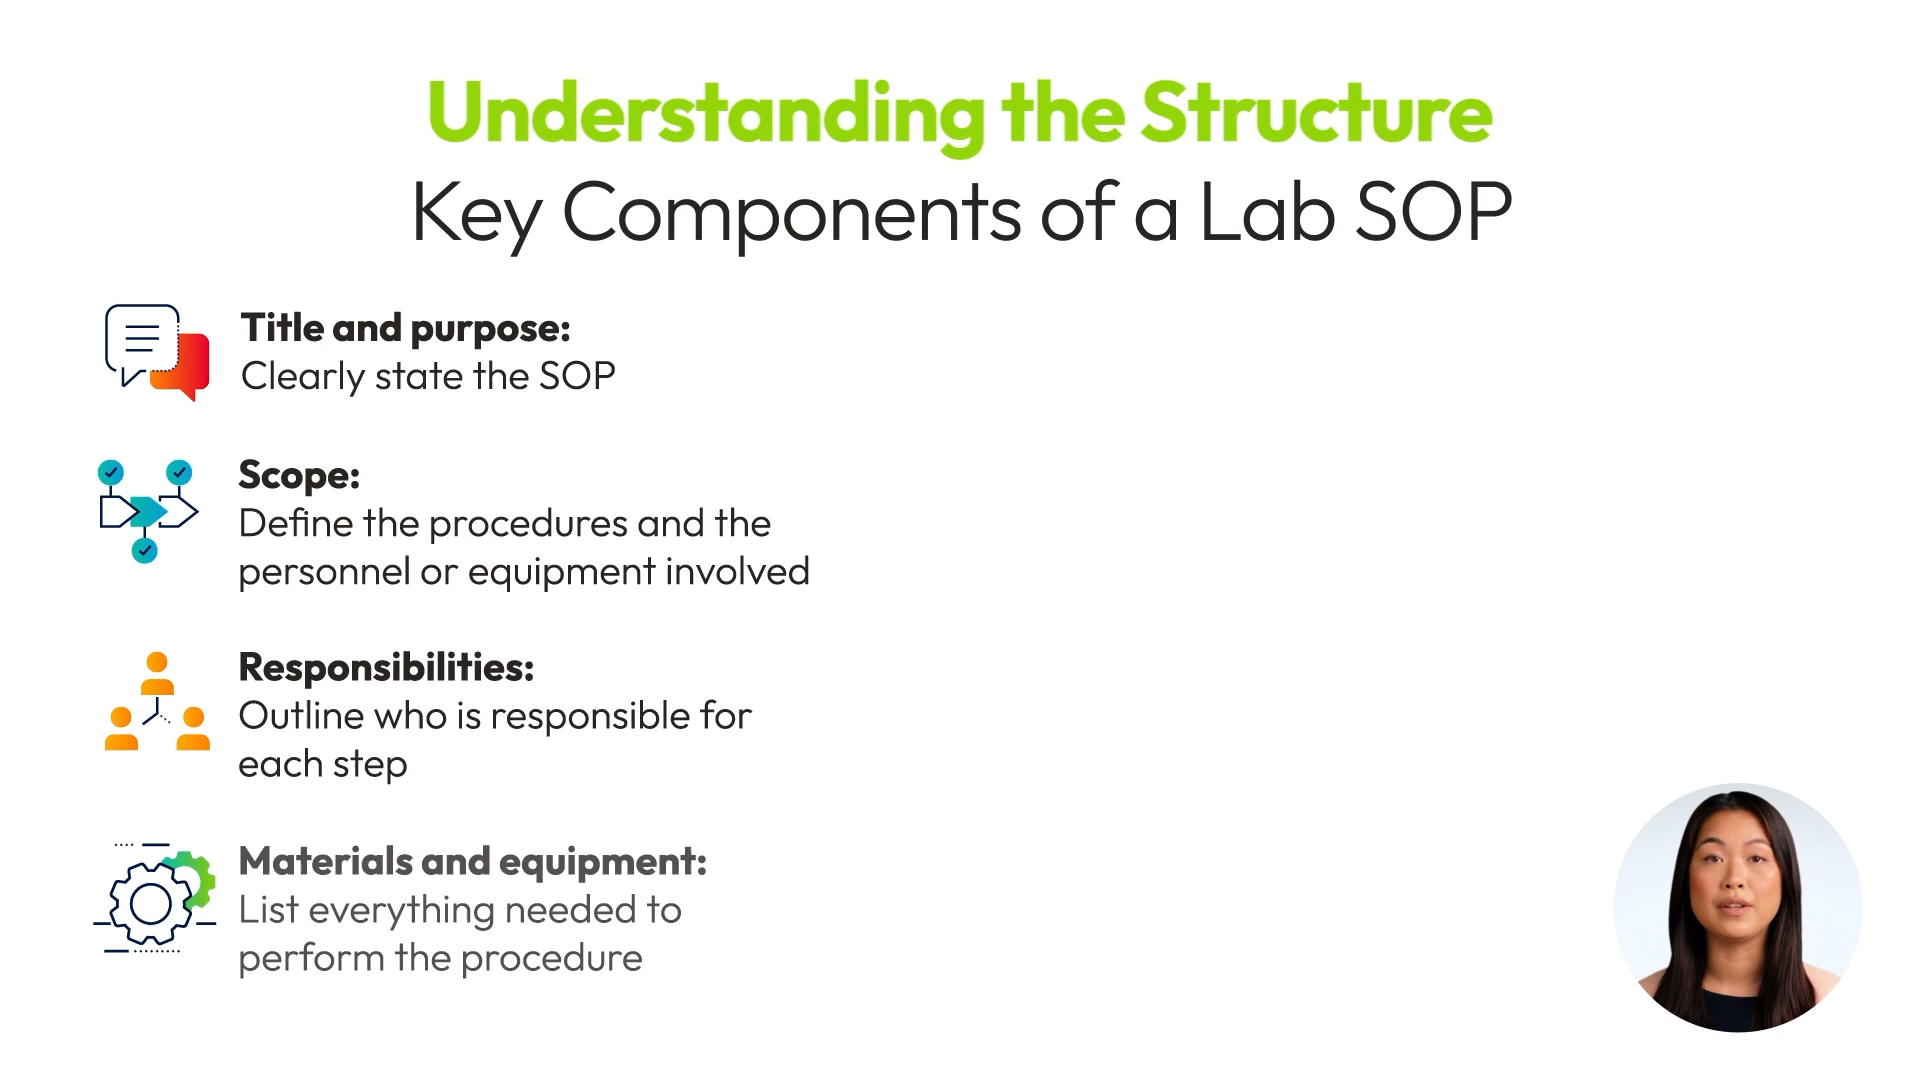 Understanding the Structure
Key Components of a Lab SOP
Title and purpose:
Clearly state the SOP
Scope:
Define the procedures and the
personnel or equipment involved
Responsibilities:
Outline who is responsible for
each step
Materials and equipment:
List everything needed to
perform the procedure